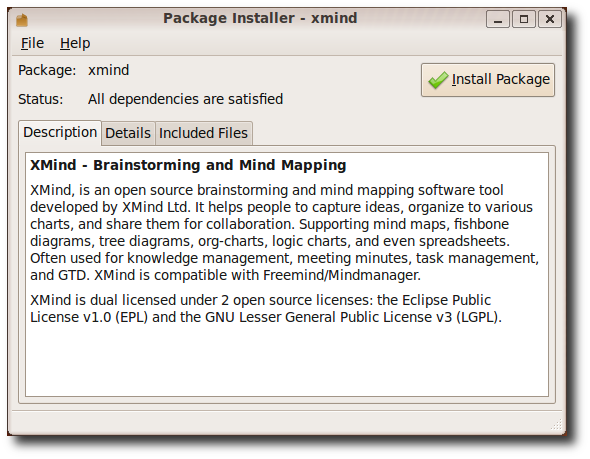 Package Installer - xmind
File Help
Package: xmind
Install Package
Status: All dependencies are satisfied
Description Details Included Files
XMind - Brainstorming and Mind Mapping
XMind, is an open source brainstorming and mind mapping software tool
developed by XMind Ltd. It helps people to capture ideas, organize to various
charts, and share them for collaboration. Supporting mind maps, fishbone
diagrams, tree diagrams, org-charts, logic charts, and even spreadsheets.
Often used for knowledge management, meeting minutes, task management,
and GTD. XMind is compatible with Freemind/Mindmanager.
XMind is dual licensed under 2 open source licenses: the Eclipse Public
License v1.0 (EPL) and the GNU Lesser General Public License v3 (LGPL).